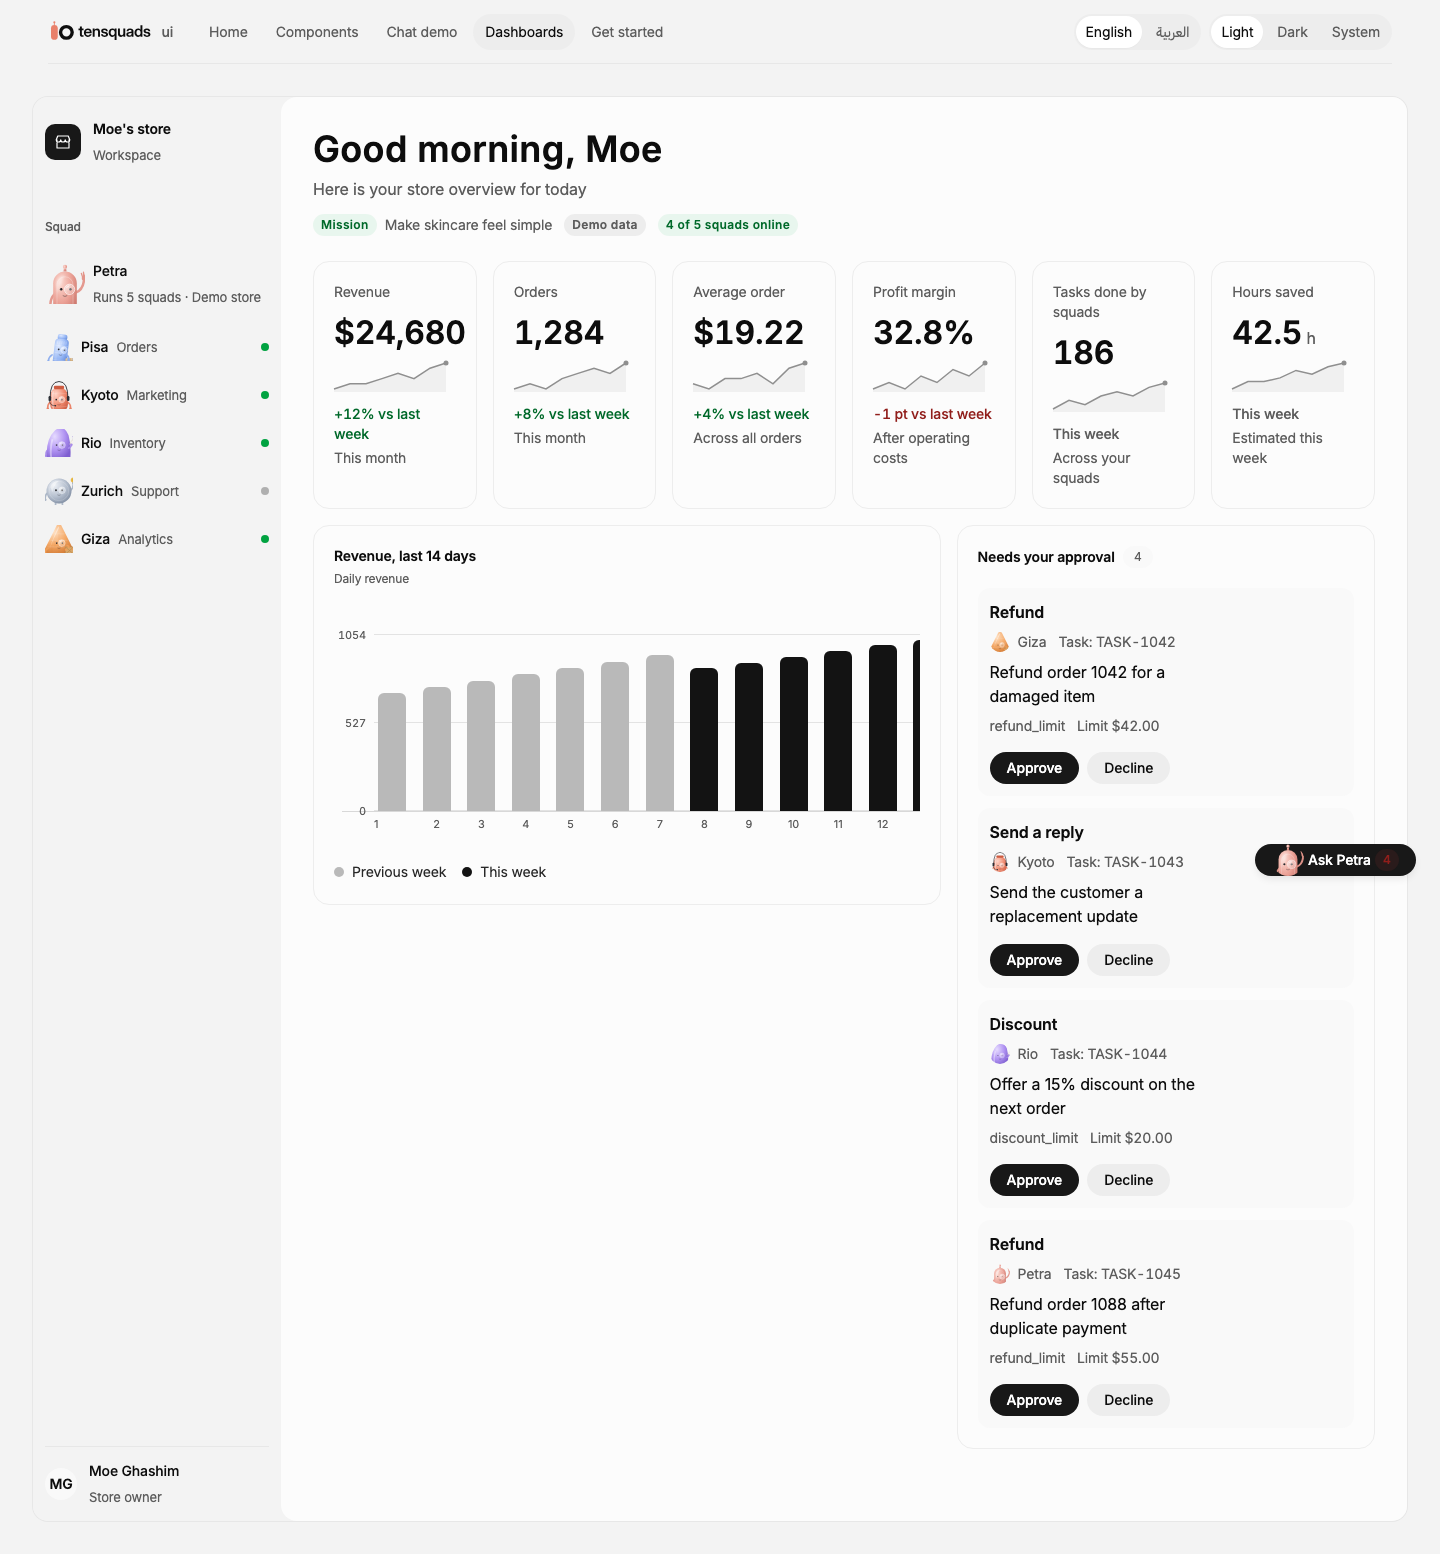 tensquads ui
Home
Components
Chat demo
Dashboards
Get started
English
العربية
Light
Dark
System
Moe's store
Workspace
Squad
Petra
Runs 5 squads · Demo store
Pisa Orders
Kyoto Marketing
Rio Inventory
Zurich Support
Giza Analytics
MG
Moe Ghashim
Store owner
Good morning, Moe
Here is your store overview for today
Mission Make skincare feel simple Demo data 4 of 5 squads online
Revenue
$24,680
+12% vs last
week
This month
Orders
1,284
+8% vs last week
This month
Average order
$19.22
+4% vs last week
Across all orders
Profit margin
32.8%
-1 pt vs last week
After operating
costs
Tasks done by
squads
186
This week
Across your
squads
Hours saved
42.5 h
This week
Estimated this
week
Revenue, last 14 days
Daily revenue
1054
527
0
1 2 3 4 5 6 7 8 9 10 11 12
Previous week This week
Needs your approval 4
Refund
Giza Task: TASK-1042
Refund order 1042 for a
damaged item
refund_limit Limit $42.00
Approve Decline
Send a reply
Kyoto Task: TASK-1043
Send the customer a
replacement update
Approve Decline
Ask Petra 4
Discount
Rio Task: TASK-1044
Offer a 15% discount on the
next order
discount_limit Limit $20.00
Approve Decline
Refund
Petra Task: TASK-1045
Refund order 1088 after
duplicate payment
refund_limit Limit $55.00
Approve Decline